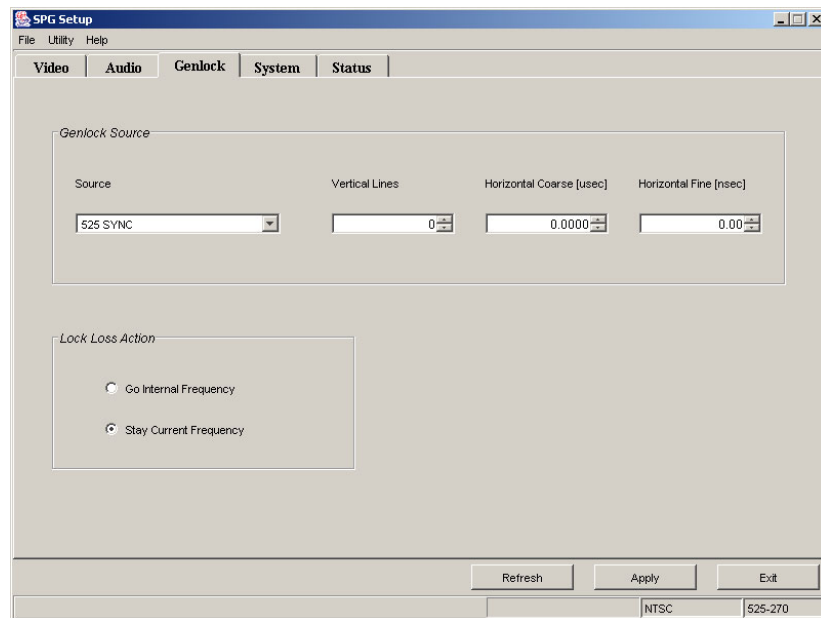 SPG Setup
File Utility Help
Video Audio Genlock System Status
Genlock Source
Source Vertical Lines Horizontal Coarse [usec] Horizontal Fine [nsec]
525 SYNC 0 0.0000 0.00
Lock Loss Action
Go Internal Frequency
Stay Current Frequency
Refresh Apply Exit
NTSC 525-270